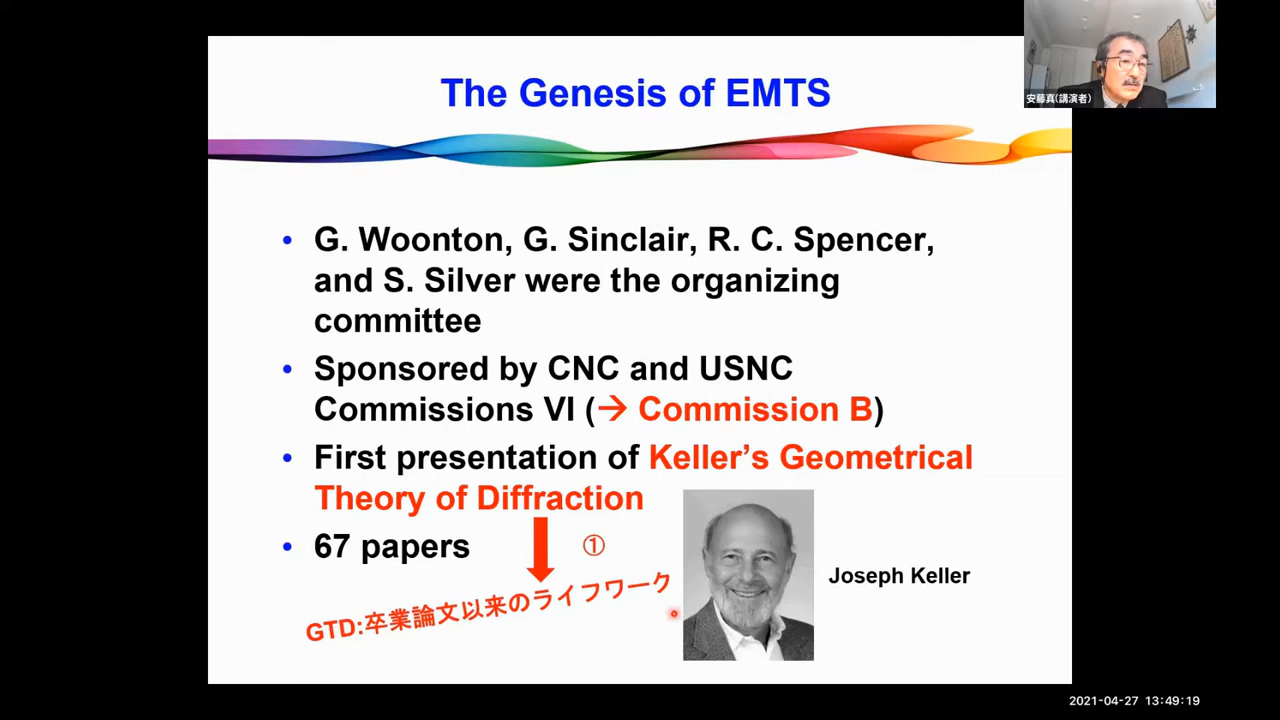 The Genesis of EMTS
安藤真(講演者)
• G. Woonton, G. Sinclair, R. C. Spencer,
and S. Silver were the organizing
committee
• Sponsored by CNC and USNC
Commissions VI (→ Commission B)
• First presentation of Keller’s Geometrical
Theory of Diffraction
• 67 papers
①
GTD:卒業論文以来のライフワーク
Joseph Keller
2021-04-27 13:49:19